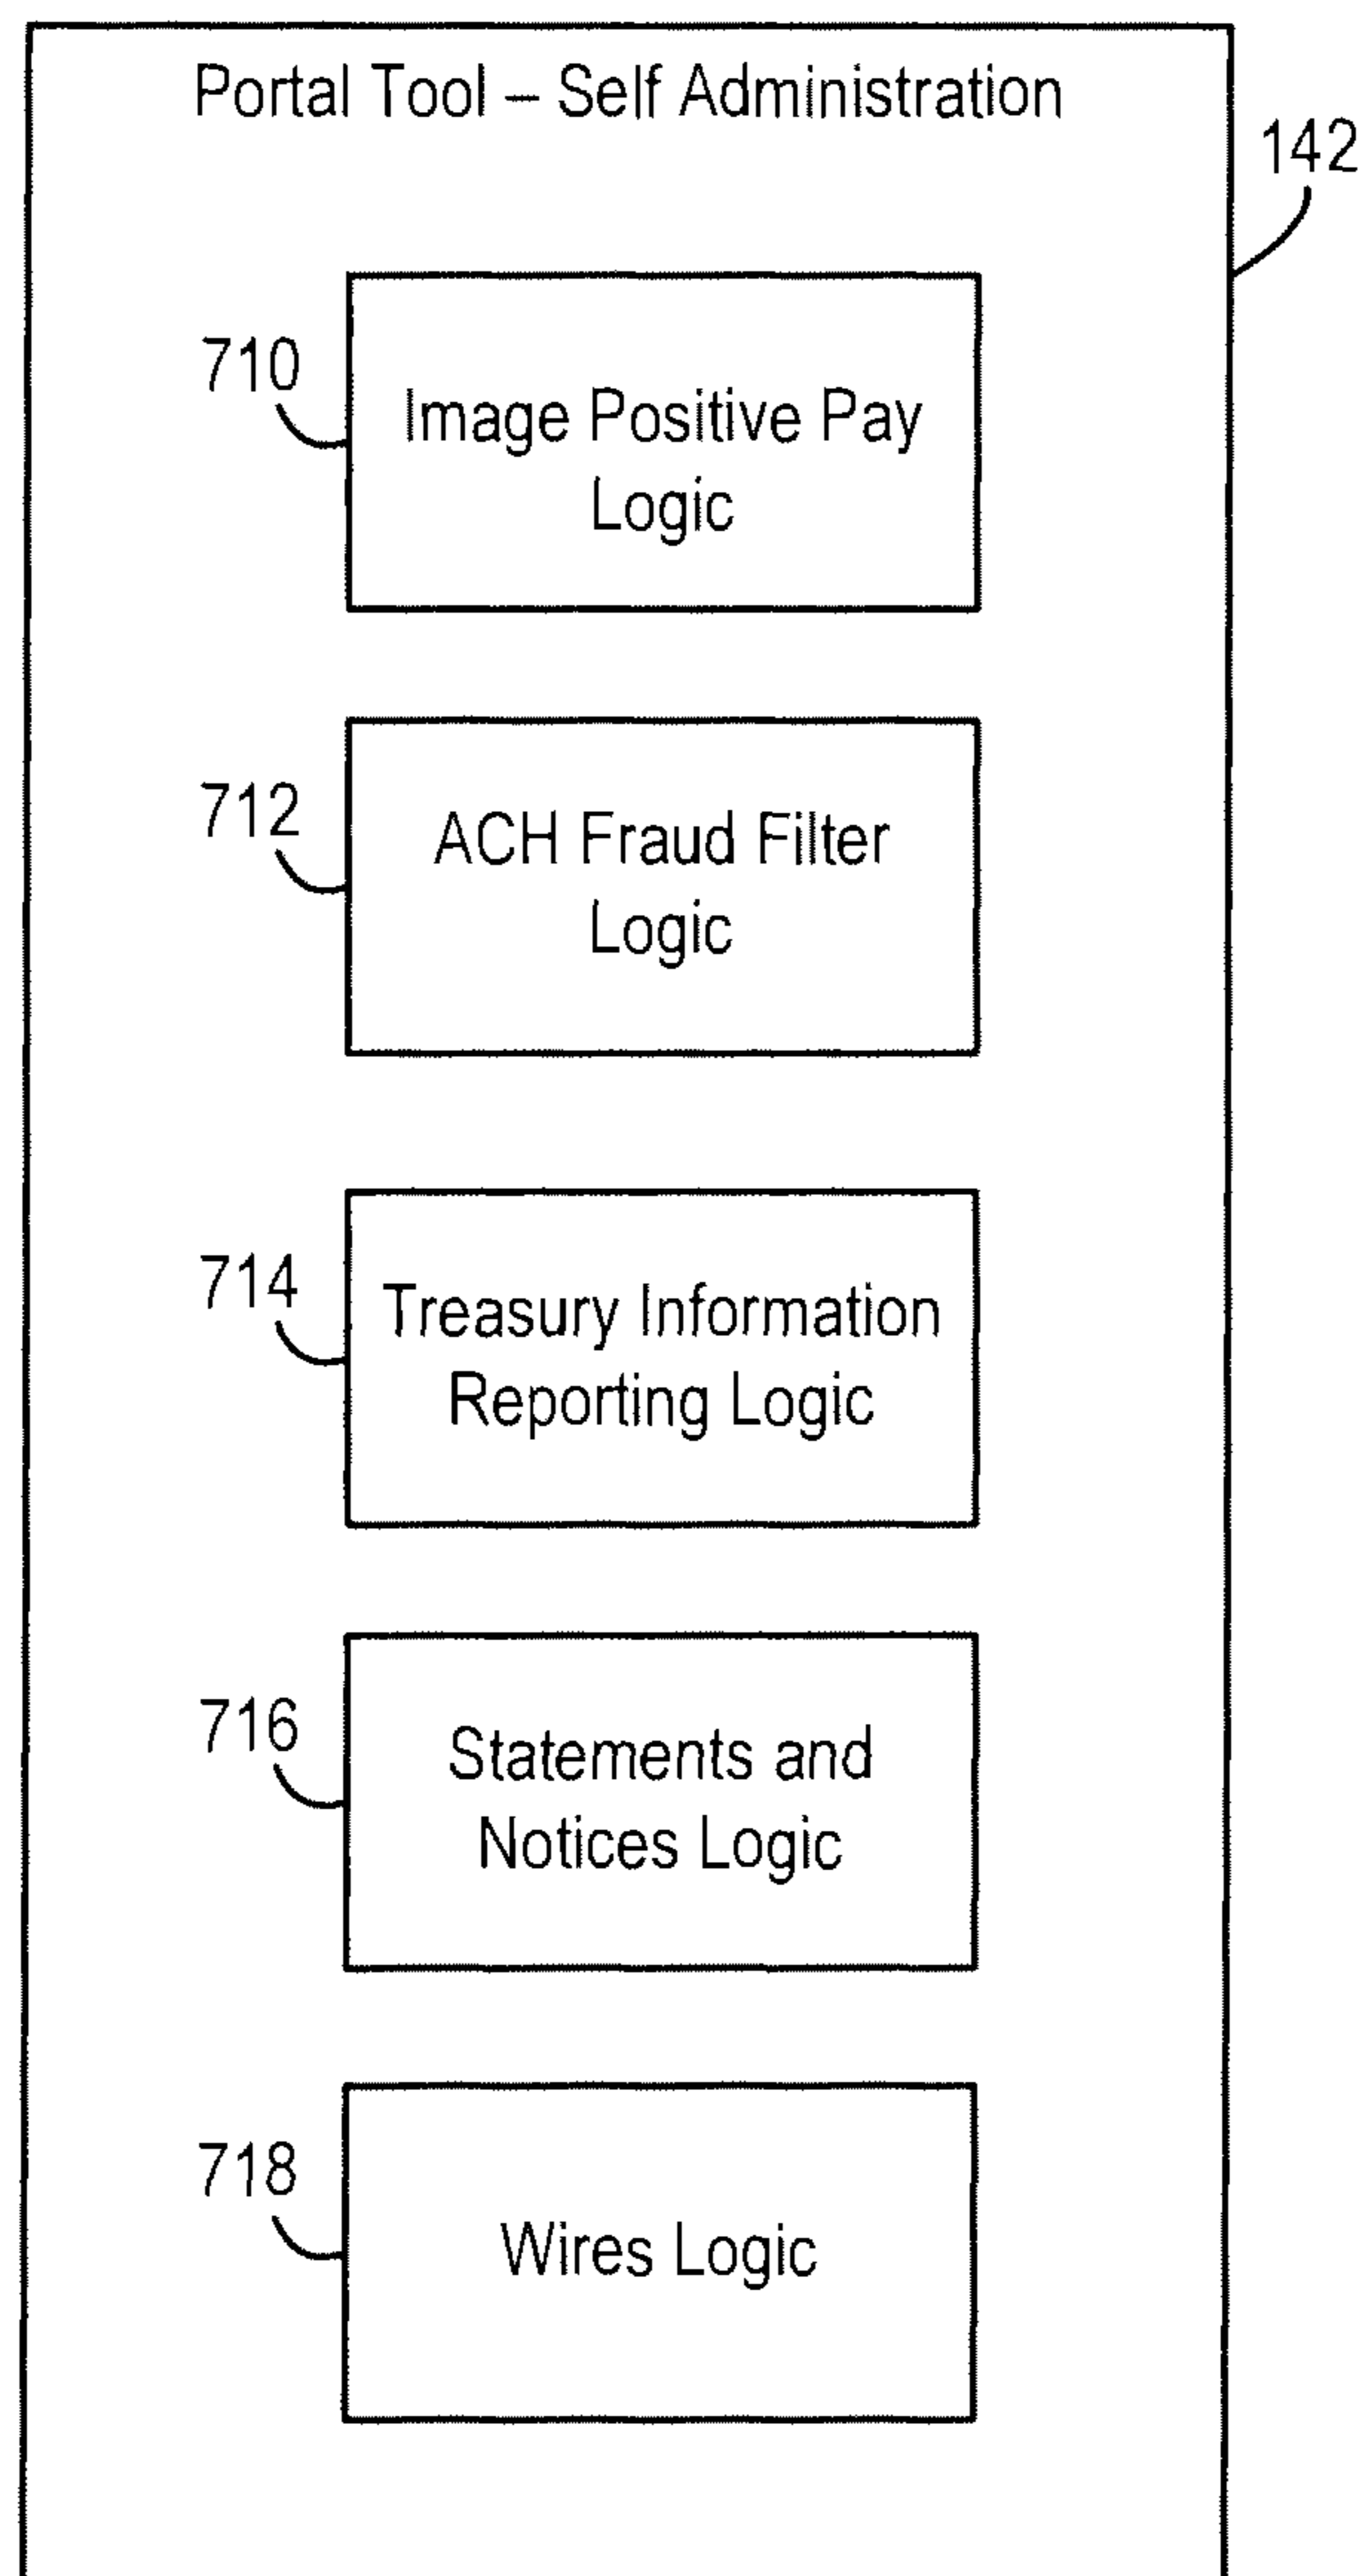 Portal Tool – Self Administration
142
710
Image Positive Pay
Logic
712
ACH Fraud Filter
Logic
714
Treasury Information
Reporting Logic
716
Statements and
Notices Logic
718
Wires Logic